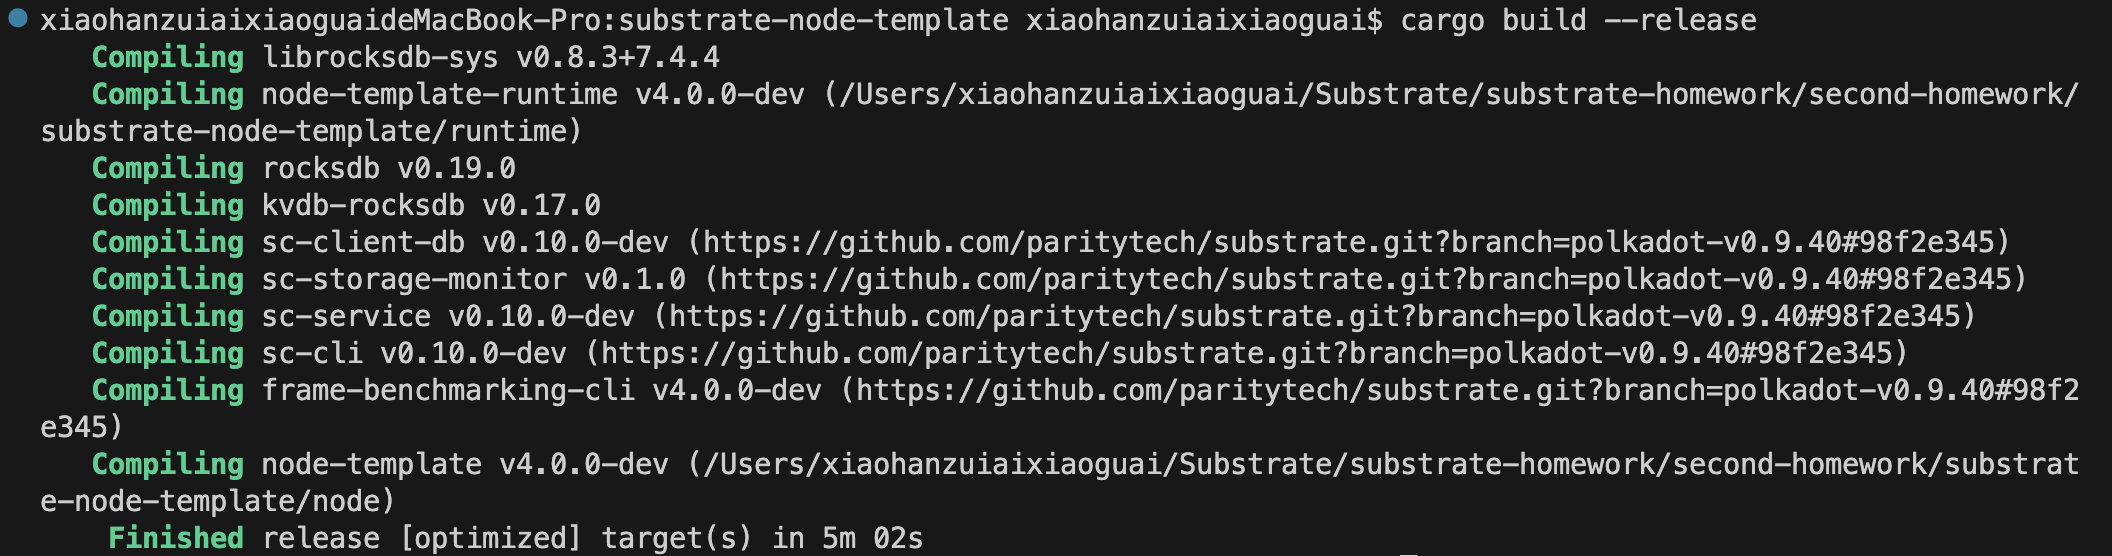 xiaohanzuiaixiaoguaideMacBook-Pro:substrate-node-template xiaohanzuiaixiaoguai$ cargo build --release
Compiling librocksdb-sys v0.8.3+7.4.4
Compiling node-template-runtime v4.0.0-dev (/Users/xiaohanzuiaixiaoguai/Substrate/substrate-homework/second-homework/
substrate-node-template/runtime)
Compiling rocksdb v0.19.0
Compiling kvdb-rocksdb v0.17.0
Compiling sc-client-db v0.10.0-dev (https://github.com/paritytech/substrate.git?branch=polkadot-v0.9.40#98f2e345)
Compiling sc-storage-monitor v0.1.0 (https://github.com/paritytech/substrate.git?branch=polkadot-v0.9.40#98f2e345)
Compiling sc-service v0.10.0-dev (https://github.com/paritytech/substrate.git?branch=polkadot-v0.9.40#98f2e345)
Compiling sc-cli v0.10.0-dev (https://github.com/paritytech/substrate.git?branch=polkadot-v0.9.40#98f2e345)
Compiling frame-benchmarking-cli v4.0.0-dev (https://github.com/paritytech/substrate.git?branch=polkadot-v0.9.40#98f2
e345)
Compiling node-template v4.0.0-dev (/Users/xiaohanzuiaixiaoguai/Substrate/substrate-homework/second-homework/substrat
e-node-template/node)
Finished release [optimized] target(s) in 5m 02s